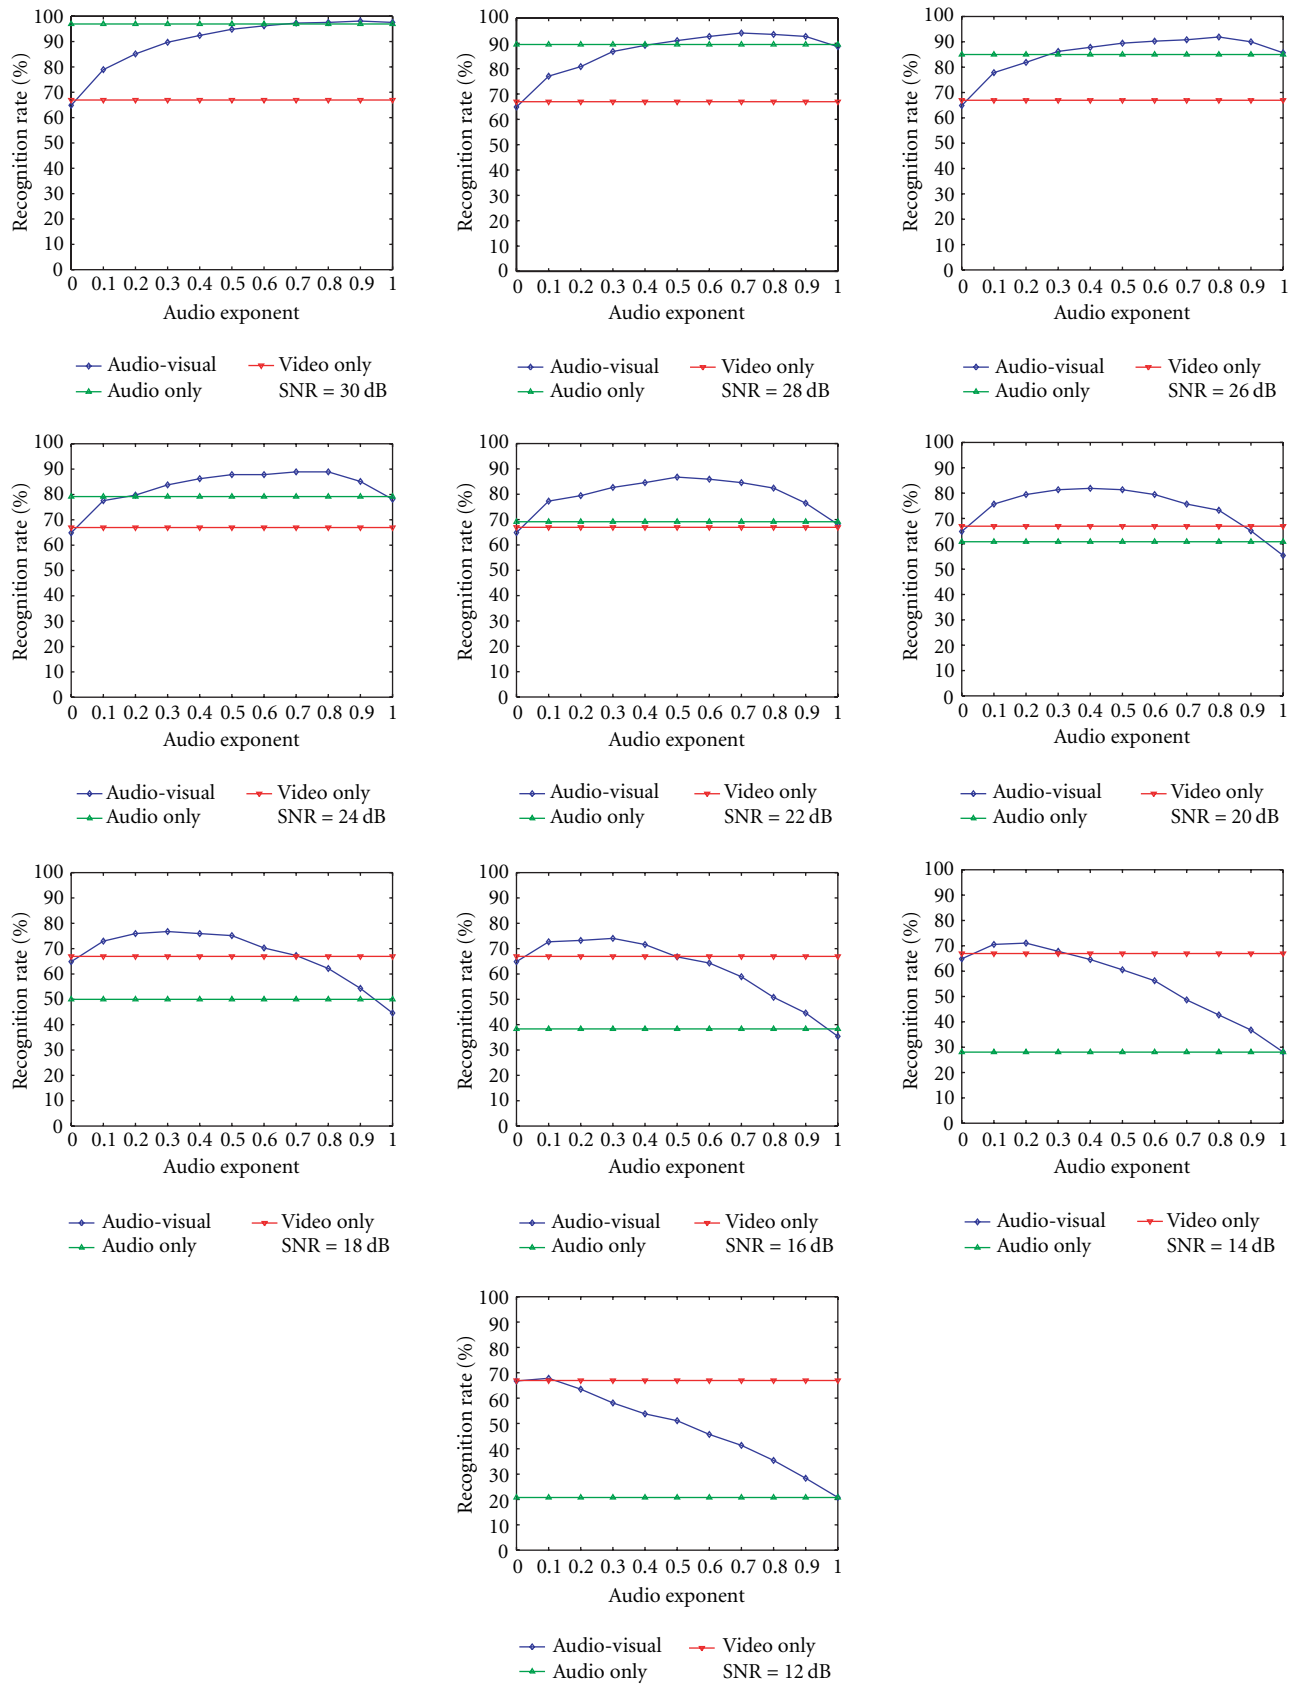 100
90
80
70
60
50
40
30
20
10
0
Recognition rate (%)
0 0.1 0.2 0.3 0.4 0.5 0.6 0.7 0.8 0.9 1
Audio exponent
Audio-visual Video only
Audio only SNR = 30 dB
100
90
80
70
60
50
40
30
20
10
0
Recognition rate (%)
0 0.1 0.2 0.3 0.4 0.5 0.6 0.7 0.8 0.9 1
Audio exponent
Audio-visual Video only
Audio only SNR = 28 dB
100
90
80
70
60
50
40
30
20
10
0
Recognition rate (%)
0 0.1 0.2 0.3 0.4 0.5 0.6 0.7 0.8 0.9 1
Audio exponent
Audio-visual Video only
Audio only SNR = 26 dB
100
90
80
70
60
50
40
30
20
10
0
Recognition rate (%)
0 0.1 0.2 0.3 0.4 0.5 0.6 0.7 0.8 0.9 1
Audio exponent
Audio-visual Video only
Audio only SNR = 24 dB
100
90
80
70
60
50
40
30
20
10
0
Recognition rate (%)
0 0.1 0.2 0.3 0.4 0.5 0.6 0.7 0.8 0.9 1
Audio exponent
Audio-visual Video only
Audio only SNR = 22 dB
100
90
80
70
60
50
40
30
20
10
0
Recognition rate (%)
0 0.1 0.2 0.3 0.4 0.5 0.6 0.7 0.8 0.9 1
Audio exponent
Audio-visual Video only
Audio only SNR = 20 dB
100
90
80
70
60
50
40
30
20
10
0
Recognition rate (%)
0 0.1 0.2 0.3 0.4 0.5 0.6 0.7 0.8 0.9 1
Audio exponent
Audio-visual Video only
Audio only SNR = 18 dB
100
90
80
70
60
50
40
30
20
10
0
Recognition rate (%)
0 0.1 0.2 0.3 0.4 0.5 0.6 0.7 0.8 0.9 1
Audio exponent
Audio-visual Video only
Audio only SNR = 16 dB
100
90
80
70
60
50
40
30
20
10
0
Recognition rate (%)
0 0.1 0.2 0.3 0.4 0.5 0.6 0.7 0.8 0.9 1
Audio exponent
Audio-visual Video only
Audio only SNR = 14 dB
100
90
80
70
60
50
40
30
20
10
0
Recognition rate (%)
0 0.1 0.2 0.3 0.4 0.5 0.6 0.7 0.8 0.9 1
Audio exponent
Audio-visual Video only
Audio only SNR = 12 dB